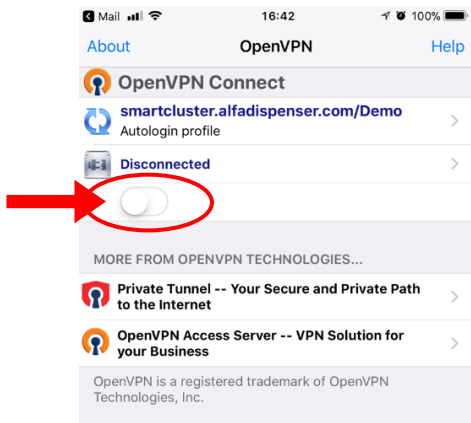 Mail 16:42 100%
About OpenVPN Help
OpenVPN Connect
smartcluster.alfadispenser.com/Demo
Autologin profile
Disconnected
MORE FROM OPENVPN TECHNOLOGIES...
Private Tunnel -- Your Secure and Private Path
to the Internet
OpenVPN Access Server -- VPN Solution for
your Business
OpenVPN is a registered trademark of OpenVPN
Technologies, Inc.